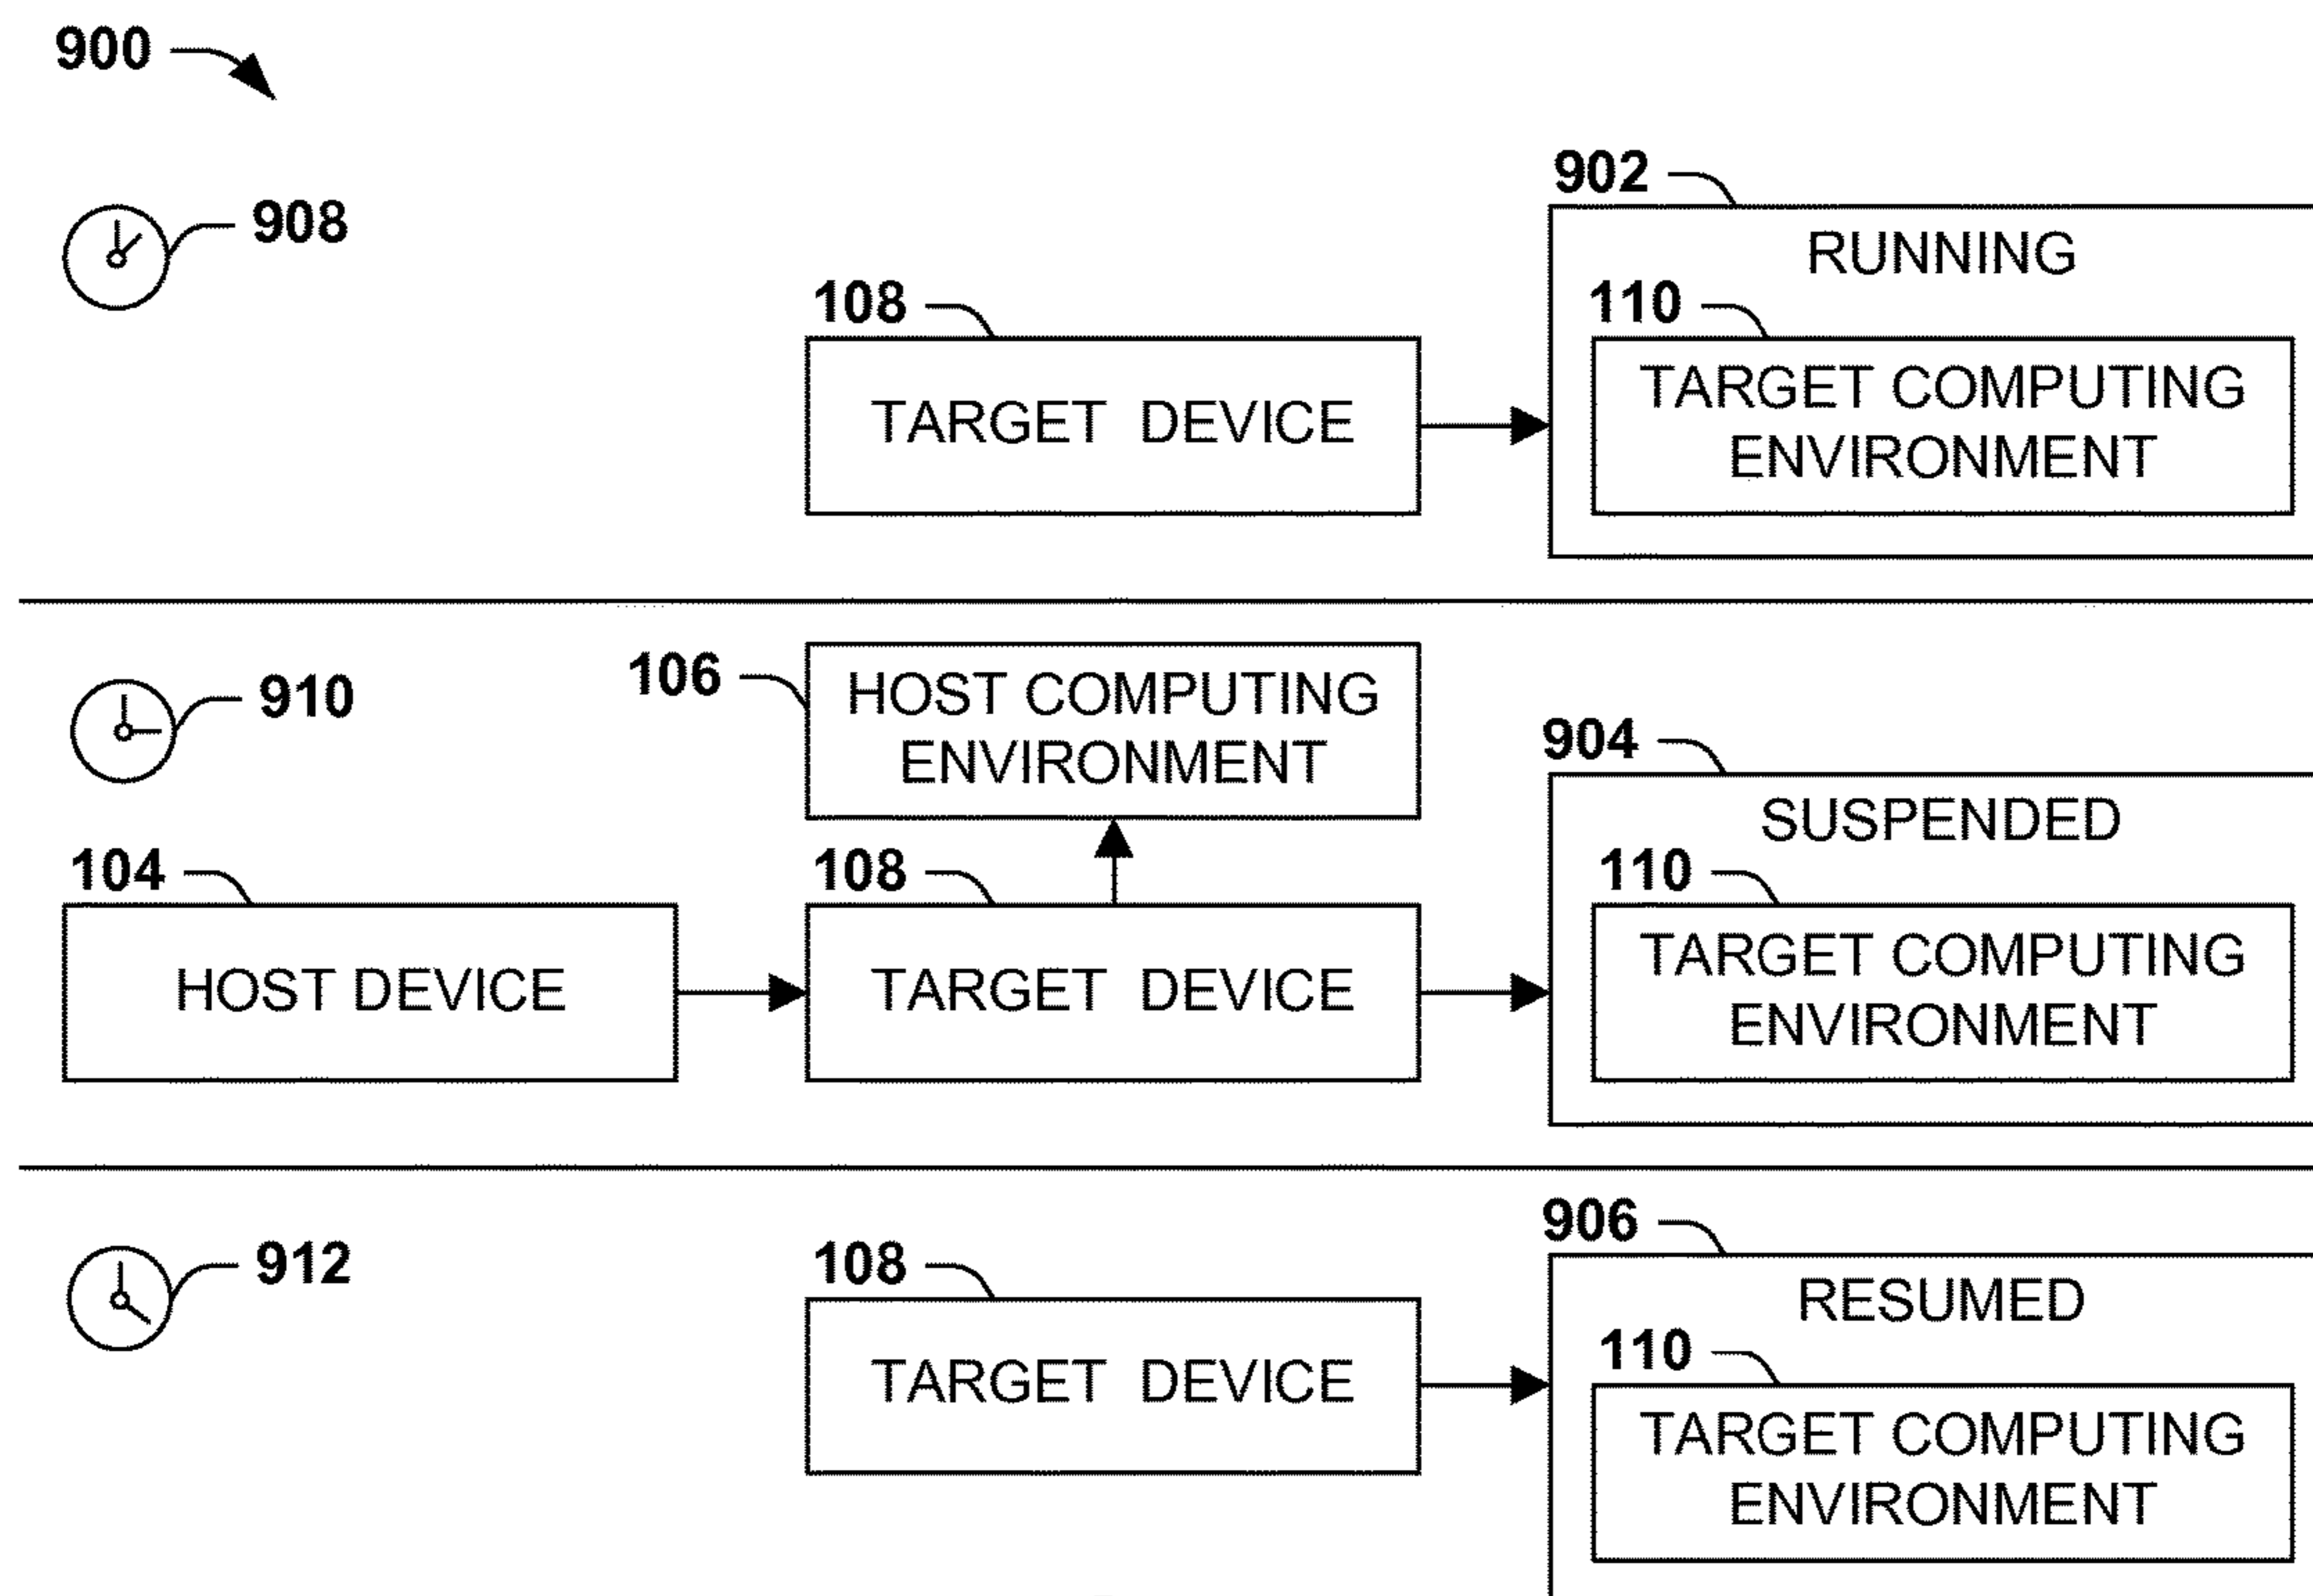 900
902
908
RUNNING
108
110
TARGET DEVICE
TARGET COMPUTING
ENVIRONMENT
910
106
HOST COMPUTING
ENVIRONMENT
904
SUSPENDED
104
108
110
HOST DEVICE
TARGET DEVICE
TARGET COMPUTING
ENVIRONMENT
906
912
108
RESUMED
110
TARGET DEVICE
TARGET COMPUTING
ENVIRONMENT